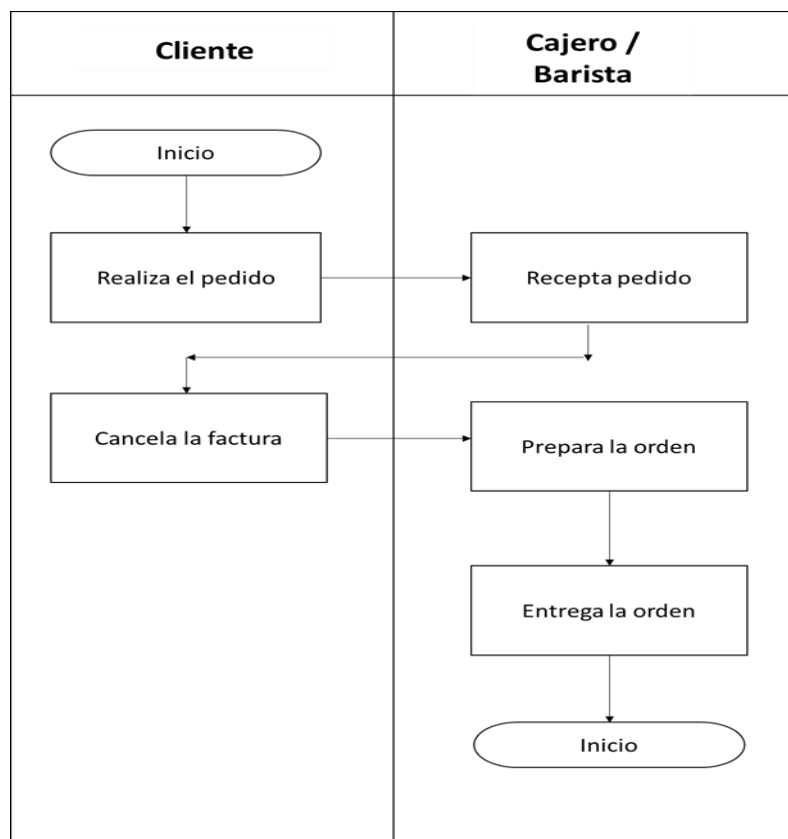 Cliente
Cajero /
Barista
Inicio
Realiza el pedido
Recepta pedido
Cancela la factura
Prepara la orden
Entrega la orden
Inicio